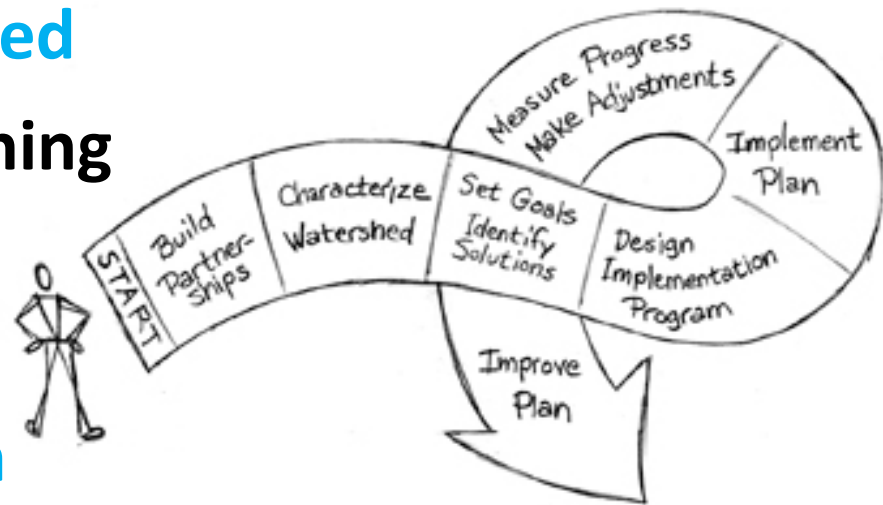 ed
ning
START
Build
Partner-
ships
Characterize
Watershed
Set Goals
Identify
Solutions
Design
Implementation
Program
Implement
Plan
Measure Progress
Make Adjustments
Improve
Plan